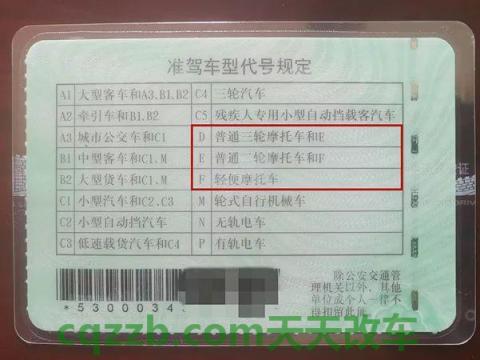 准驾车型代号规定
A1 大型客车和A3.B1.B2 C4 三轮汽车
A2 牵引车和B1.B2 C5 残疾人专用小型自动挡载客汽车
A3 城市公交车和C1 D 普通三轮摩托车和E
B1 中型客车和C1.M E 普通二轮摩托车和F
B2 大型货车和C1.M F 轻便摩托车
C1 小型汽车和C2.C3 M 轮式自行机械车
C2 小型自动挡汽车 N 无轨电车
C3 低速载货汽车和C4 P 有轨电车
除公安交通管
理机关以外，其他
单位或个人一律不
得扣留此証
*5300034
cqzzb.com天天改车